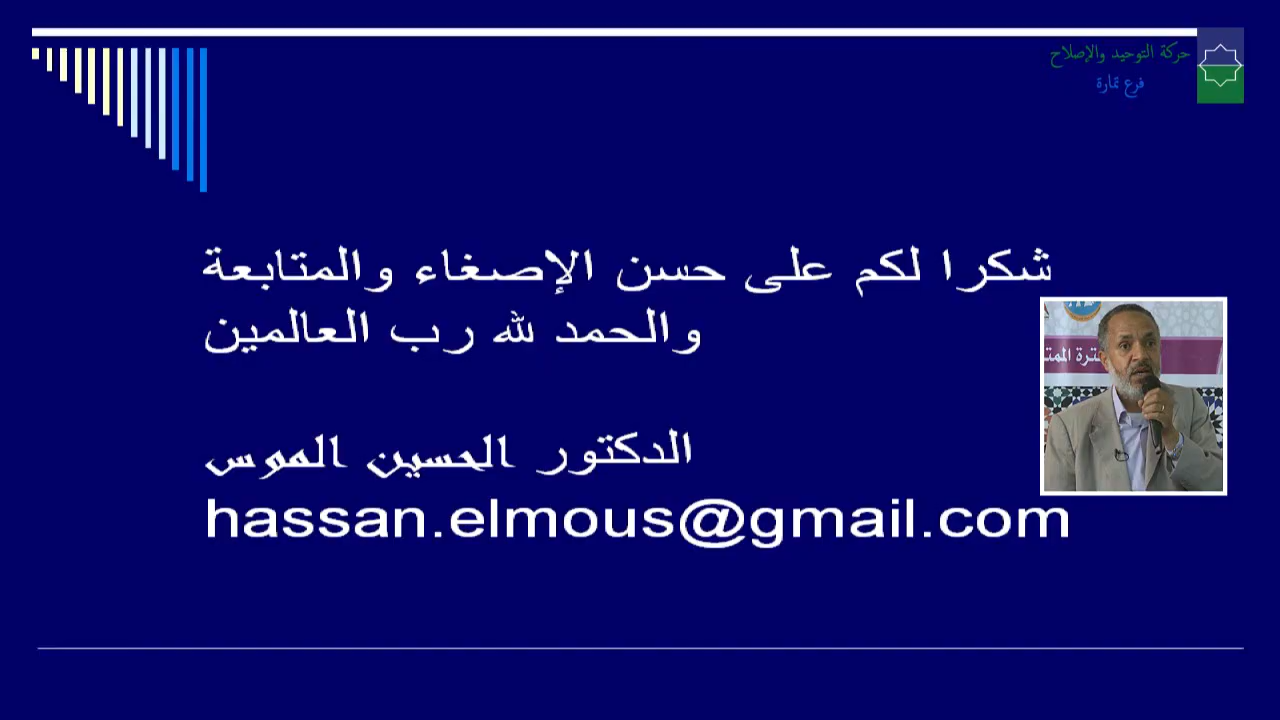 حركة التوحيد والإصلاح
فرع تمارة
شكرا لكم على حسن الإصغاء والمتابعة
والحمد لله رب العالمين
الدكتور الحسين الموس
hassan.elmous@gmail.com